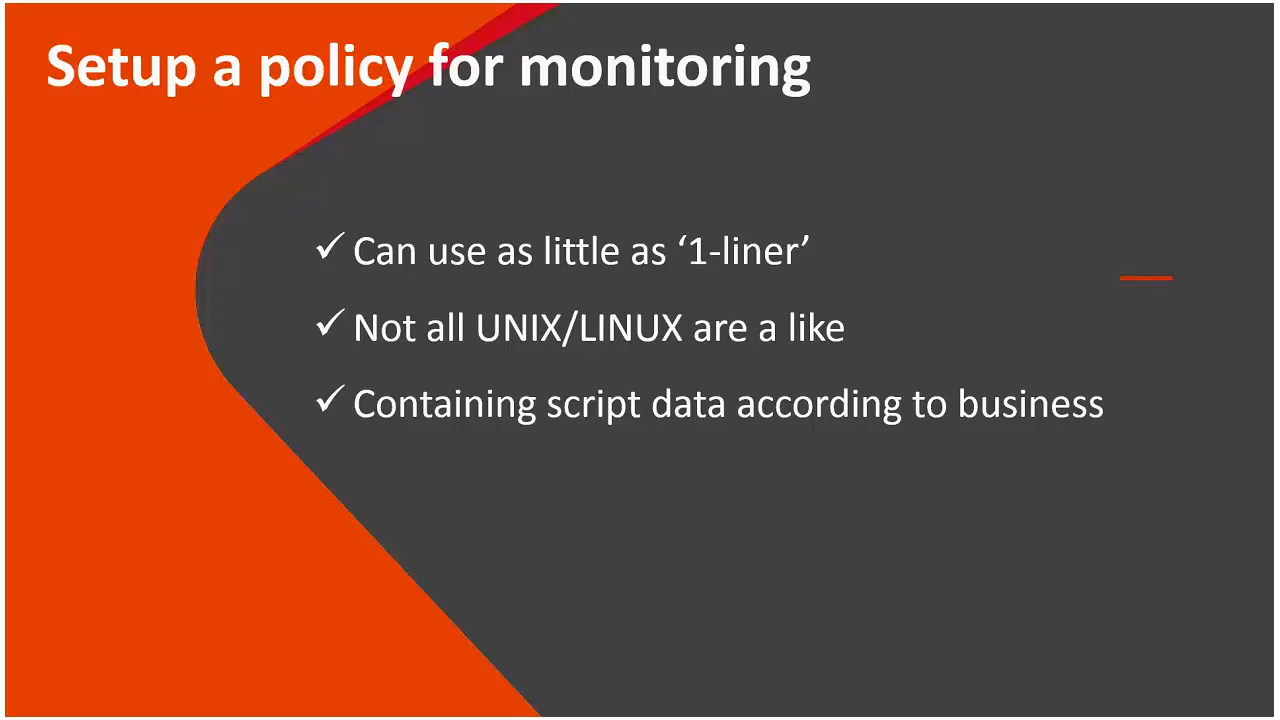 Setup a policy for monitoring
✓ Can use as little as ‘1-liner’
✓ Not all UNIX/LINUX are a like
✓ Containing script data according to business